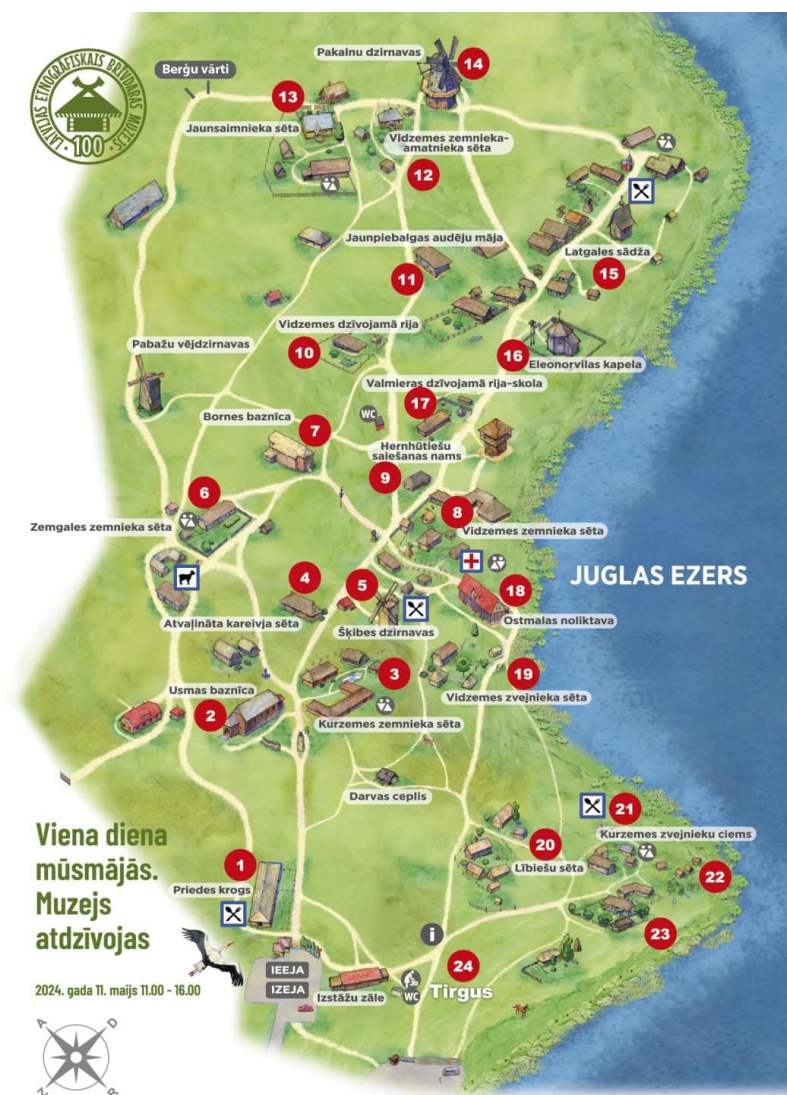 LATVIJAS ETNOGRĀFISKAIS BRĪVDABAS MUZEJS
100
Berģu vārti
Pakalnu dzirnavas
14
13
Jaunsaimnieka sēta
Vidzemes zemnieka-
amatnieka sēta
12
Jaunpiebalgas audēju māja
11
Latgales sādža
15
Vidzemes dzīvojamā rija
10
16
Eleonorvilas kapela
Pabažu vējdzirnavas
Valmieras dzīvojamā rija-skola
17
WC
Bornes baznīca
7
Hernhūtiešu
saiešanas nams
9
6
Zemgales zemnieka sēta
8
Vidzemes zemnieka sēta
JUGLAS EZERS
4
5
18
Atvaļināta kareivja sēta
Šķibes dzirnavas
Ostmalas noliktava
3
19
Usmas baznīca
2
Vidzemes zvejnieka sēta
Kurzemes zemnieka sēta
Darvas ceplis
21
Kurzemes zvejnieku ciems
20
Lībiešu sēta
22
23
Viena diena
mūsmājās.
Muzejs
atdzīvojas
1
Priedes krogs
i
24
Tirgus
WC
IEEJA
IZEJA
Izstāžu zāle
2024. gada 11. maijs 11.00 - 16.00
A
D
Z
R